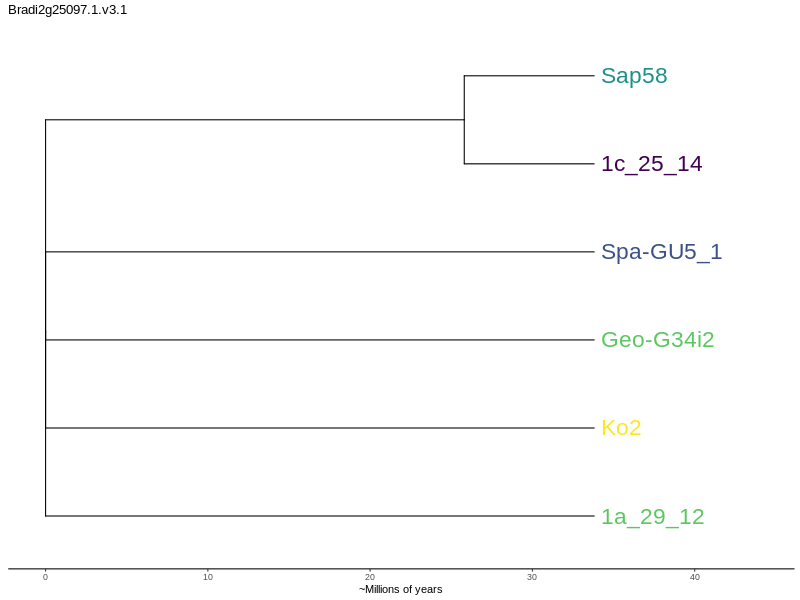 Bradi2g25097.1.v3.1
Sap58
1c_25_14
Spa-GU5_1
Geo-G34i2
Ko2
1a_29_12
0 10 20 30 40
~Millions of years